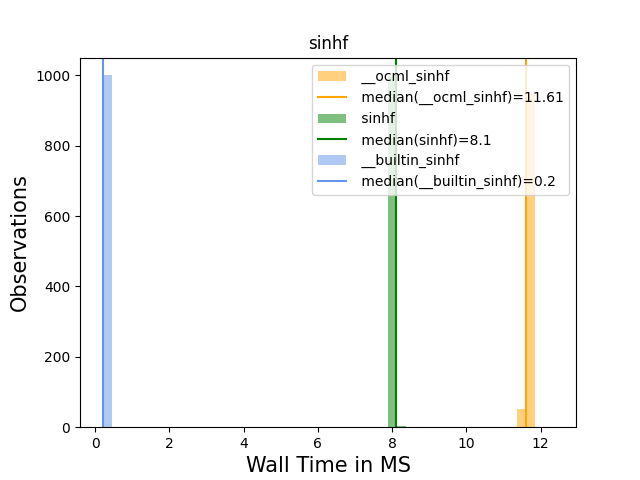 sinhf
__ocml_sinhf
median(__ocml_sinhf)=11.61
sinhf
median(sinhf)=8.1
__builtin_sinhf
median(__builtin_sinhf)=0.2
Observations
1000
800
600
400
200
0
0 2 4 6 8 10 12
Wall Time in MS